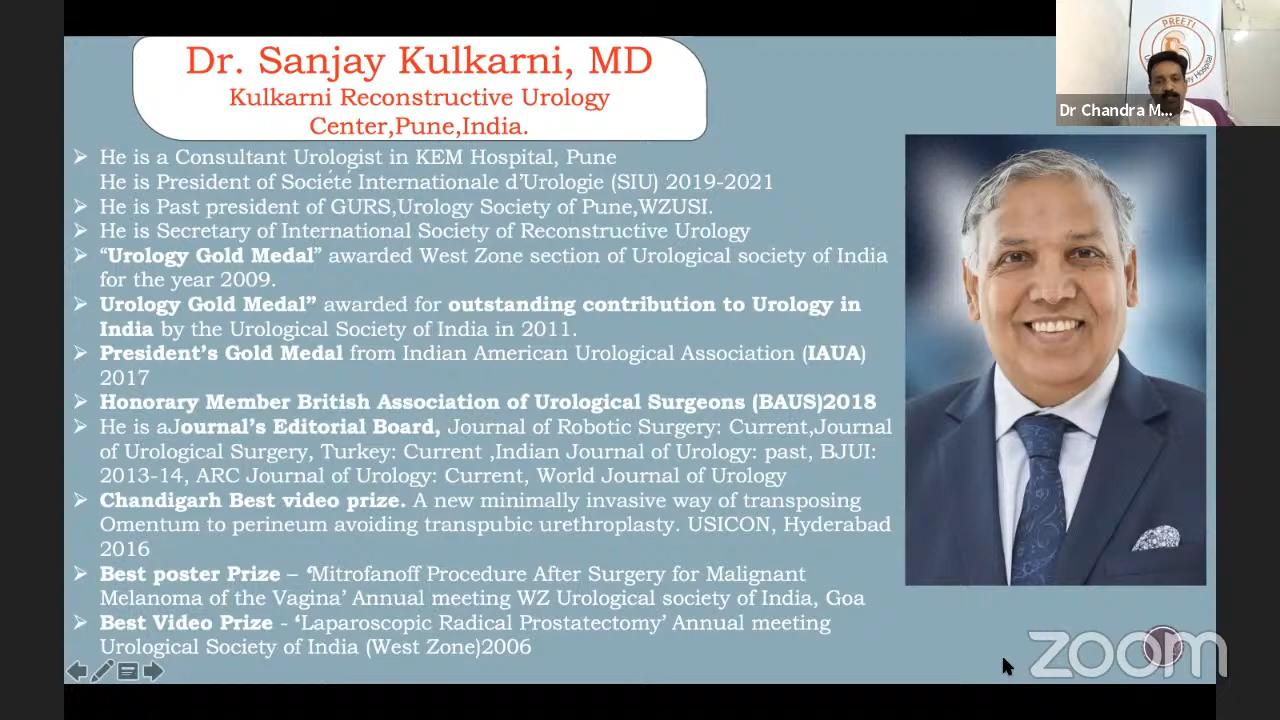 Dr. Sanjay Kulkarni, MD
Kulkarni Reconstructive Urology
Center,Pune,India.
PREETI
Hospital
Dr Chandra M...
➢ He is a Consultant Urologist in KEM Hospital, Pune
He is President of Société Internationale d’Urologie (SIU) 2019-2021
➢ He is Past president of GURS,Urology Society of Pune,WZUSI.
➢ He is Secretary of International Society of Reconstructive Urology
➢ “Urology Gold Medal” awarded West Zone section of Urological society of India
for the year 2009.
➢ Urology Gold Medal” awarded for outstanding contribution to Urology in
India by the Urological Society of India in 2011.
➢ President’s Gold Medal from Indian American Urological Association (IAUA)
2017
➢ Honorary Member British Association of Urological Surgeons (BAUS)2018
➢ He is aJournal’s Editorial Board, Journal of Robotic Surgery: Current,Journal
of Urological Surgery, Turkey: Current ,Indian Journal of Urology: past, BJUI:
2013-14, ARC Journal of Urology: Current, World Journal of Urology
➢ Chandigarh Best video prize. A new minimally invasive way of transposing
Omentum to perineum avoiding transpubic urethroplasty. USICON, Hyderabad
2016
➢ Best poster Prize – ‘Mitrofanoff Procedure After Surgery for Malignant
Melanoma of the Vagina’ Annual meeting WZ Urological society of India, Goa
➢ Best Video Prize - ‘Laparoscopic Radical Prostatectomy’ Annual meeting
Urological Society of India (West Zone)2006
zoom